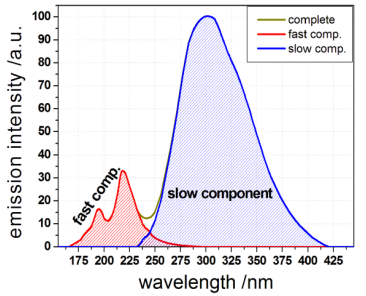 100
90
80
70
60
50
40
30
20
10
0
emission intensity /a.u.
complete
fast comp.
slow comp.
fast comp.
slow component
175 200 225 250 275 300 325 350 375 400 425
wavelength /nm